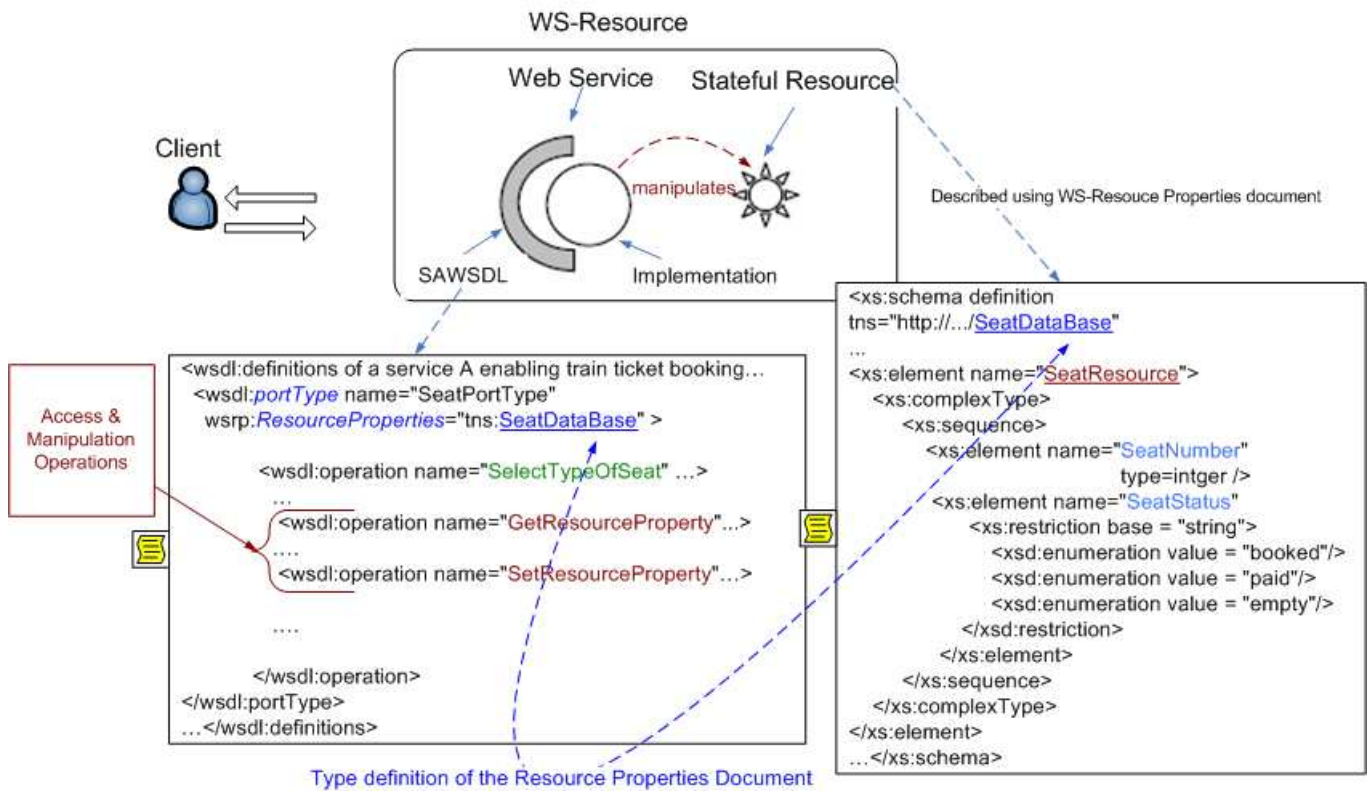 WS-Resource
Web Service
Stateful Resource
Client
manipulates
SAWSDL
Implementation
Described using WS-Resouce Properties document
Access &
Manipulation
Operations
<wsdl:definitions of a service A enabling train ticket booking…
<wsdl:portType name="SeatPortType"
wsrp:ResourceProperties="tns:SeatDataBase" >
<wsdl:operation name="SelectTypeOfSeat" …>
…
<wsdl:operation name="GetResourceProperty"...>
….
<wsdl:operation name="SetResourceProperty"...>
….
</wsdl:operation>
</wsdl:portType>
…</wsdl:definitions>
<xs:schema definition
tns="http://.../SeatDataBase"
...
<xs:element name="SeatResource">
<xs:complexType>
<xs:sequence>
<xs:element name="SeatNumber"
type=intger />
<xs:element name="SeatStatus"
<xs:restriction base = "string">
<xsd:enumeration value = "booked"/>
<xsd:enumeration value = "paid"/>
<xsd:enumeration value = "empty"/>
</xsd:restriction>
</xs:element>
</xs:sequence>
</xs:complexType>
</xs:element>
…</xs:schema>
Type definition of the Resource Properties Document